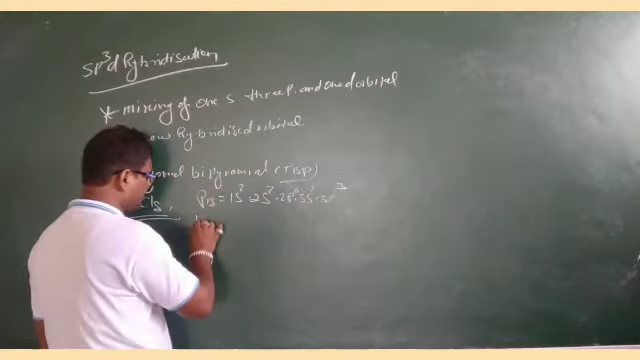 SP³d Hybridisation
* mixing of one s three P. and one d orbital
new Hybridised orbital
bipyramidal (TBP)
P15 = 1S² 2S² 2P⁶ 3S² 3P³